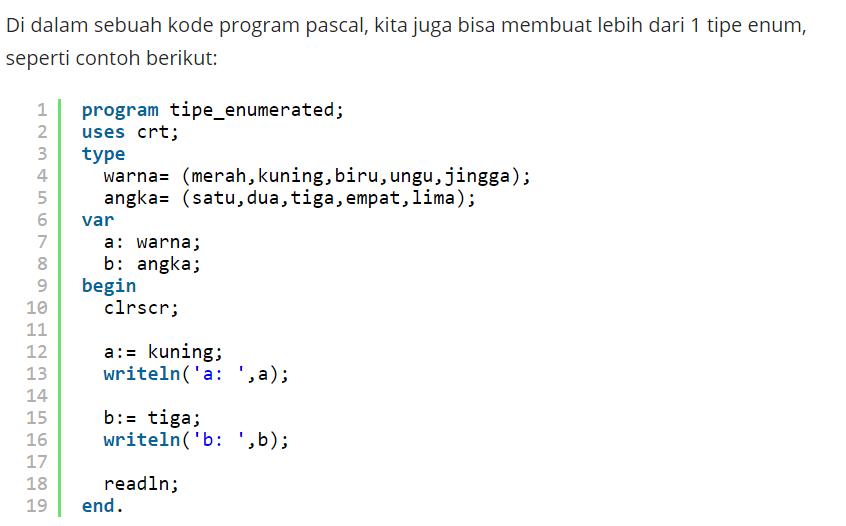 Di dalam sebuah kode program pascal, kita juga bisa membuat lebih dari 1 tipe enum,
seperti contoh berikut:
1 program tipe_enumerated;
2 uses crt;
3 type
4   warna= (merah,kuning,biru,ungu,jingga);
5   angka= (satu,dua,tiga,empat,lima);
6 var
7   a: warna;
8   b: angka;
9 begin
10   clrscr;
11
12   a:= kuning;
13   writeln('a: ',a);
14
15   b:= tiga;
16   writeln('b: ',b);
17
18   readln;
19 end.